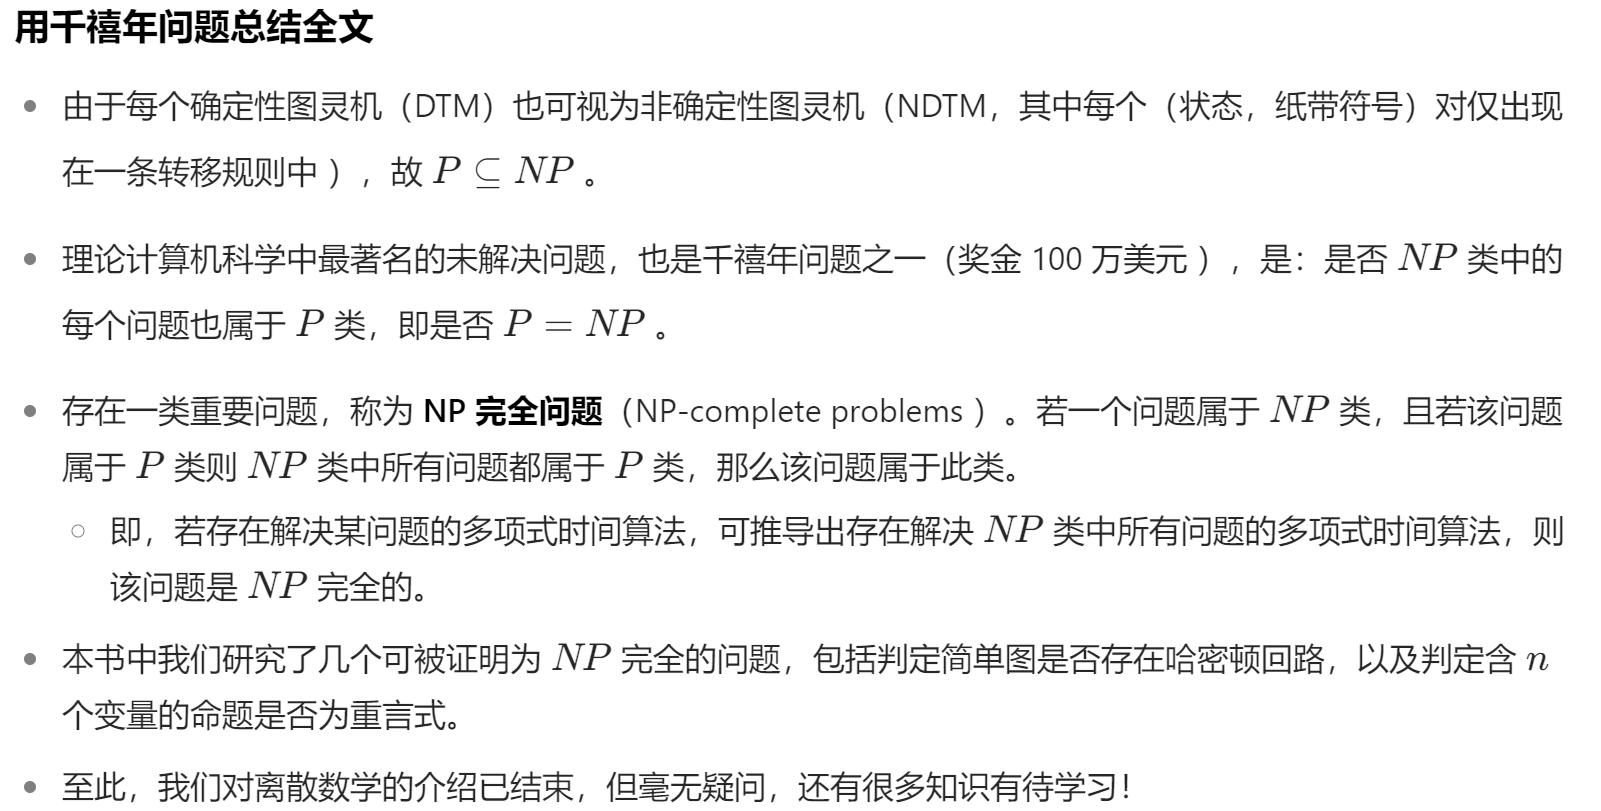 用千禧年问题总结全文
由于每个确定性图灵机（DTM）也可视为非确定性图灵机（NDTM，其中每个（状态，纸带符号）对仅出现
在一条转移规则中 ），故 P ⊆ NP 。
理论计算机科学中最著名的未解决问题，也是千禧年问题之一（奖金 100 万美元 ），是：是否 NP 类中的
每个问题也属于 P 类，即是否 P = NP 。
存在一类重要问题，称为 NP 完全问题（NP-complete problems ）。若一个问题属于 NP 类，且若该问题
属于 P 类则 NP 类中所有问题都属于 P 类，那么该问题属于此类。
即，若存在解决某问题的多项式时间算法，可推导出存在解决 NP 类中所有问题的多项式时间算法，则
该问题是 NP 完全的。
本书中我们研究了几个可被证明为 NP 完全的问题，包括判定简单图是否存在哈密顿回路，以及判定含 n
个变量的命题是否为重言式。
至此，我们对离散数学的介绍已结束，但毫无疑问，还有很多知识有待学习！